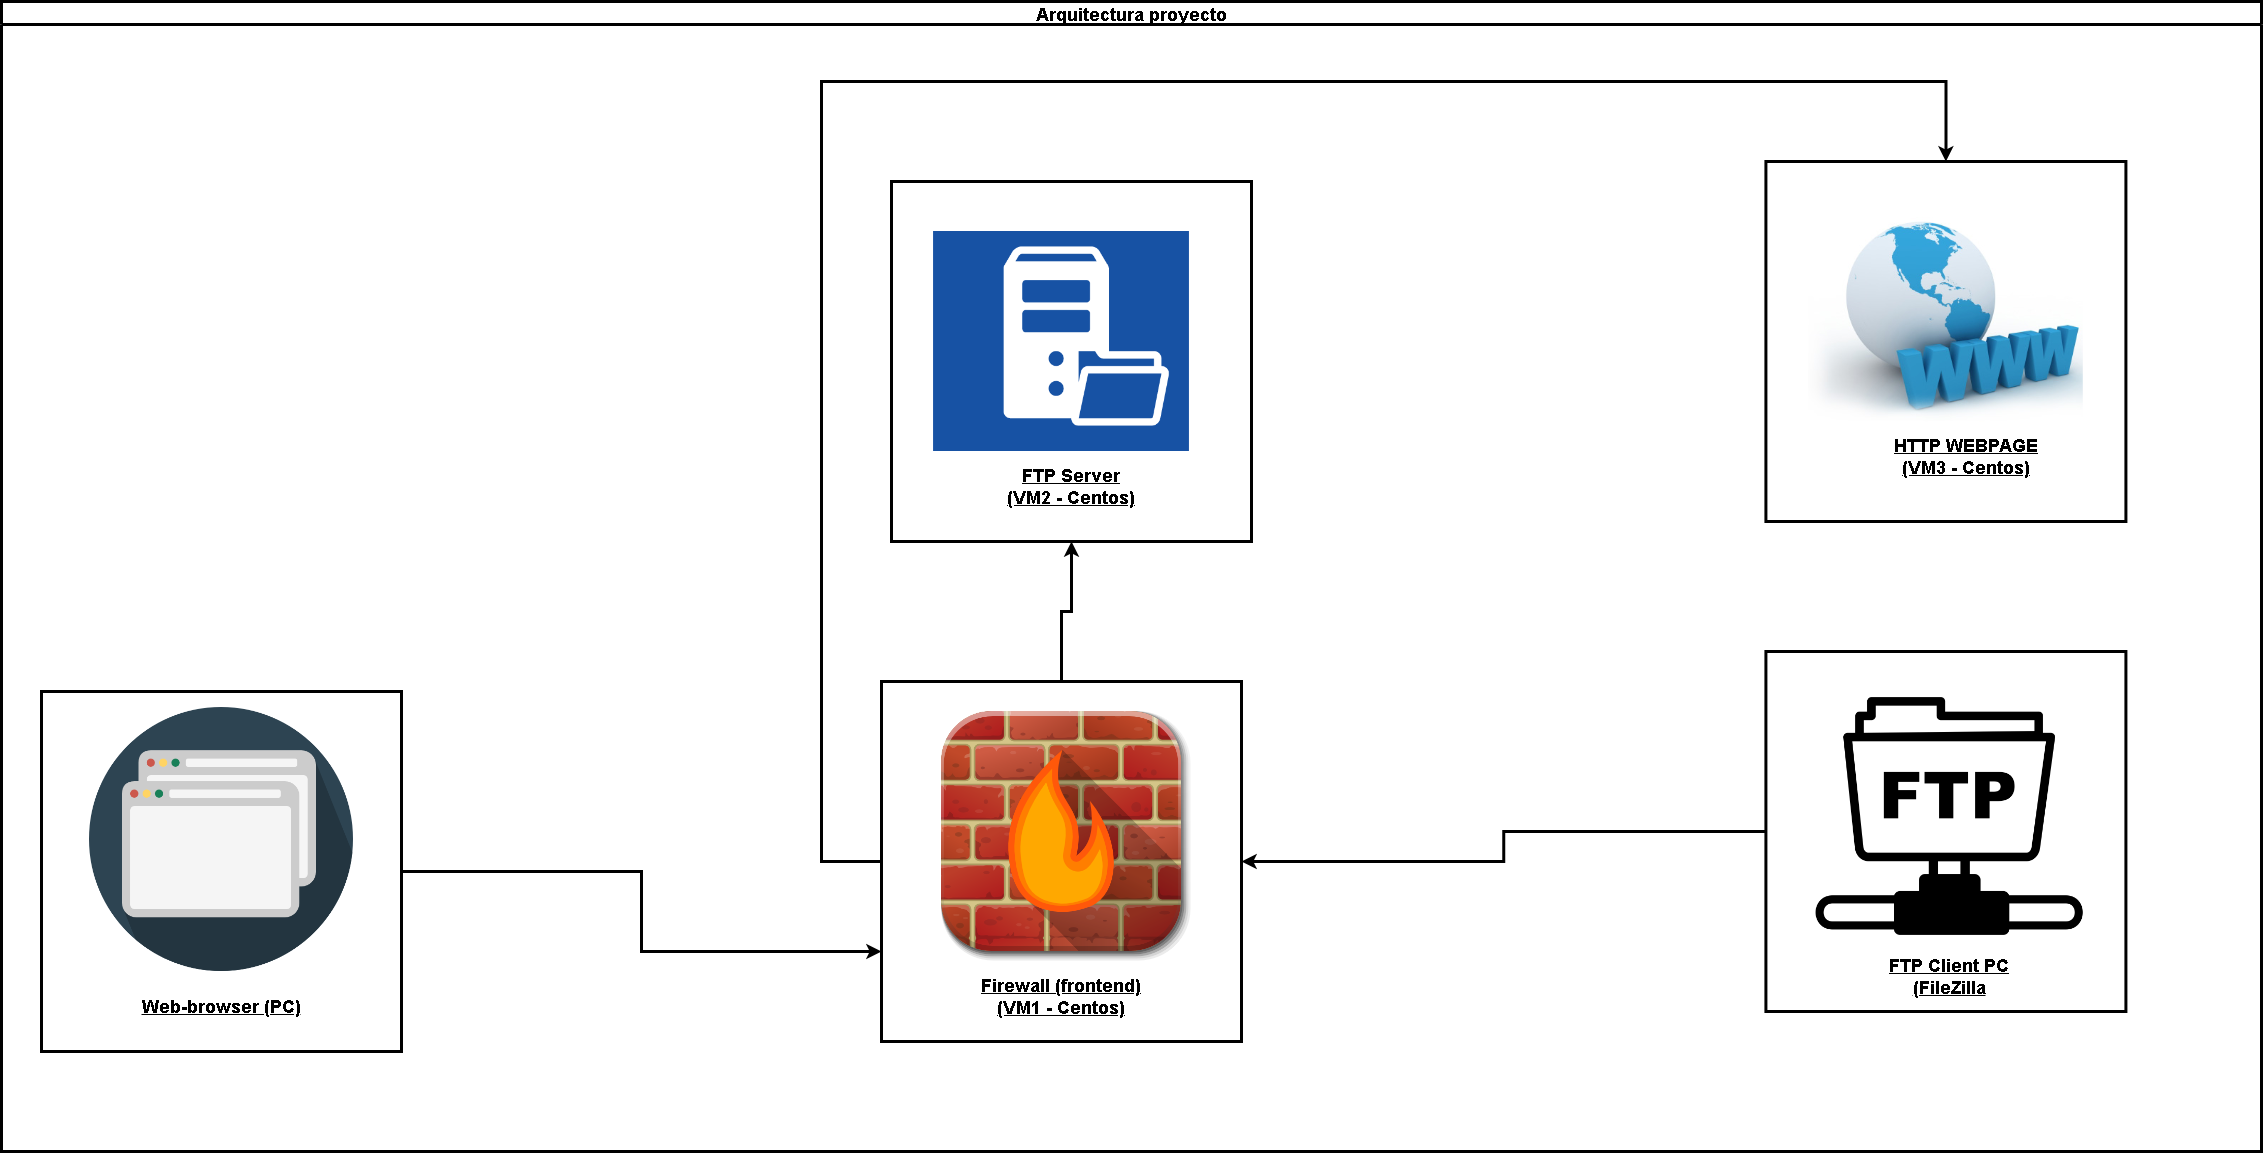 Arquitectura proyecto
FTP Server
(VM2 - Centos)
WWW
HTTP WEBPAGE
(VM3 - Centos)
Web-browser (PC)
Firewall (frontend)
(VM1 - Centos)
FTP
FTP Client PC
(FileZilla